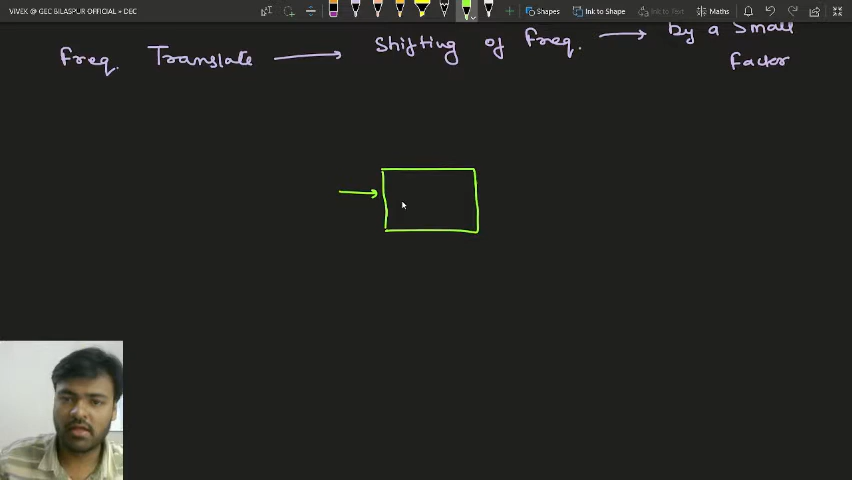 VIVEK @ GEC BILASPUR OFFICIAL + DEC
Shapes
Ink to Shape
Ink to Text
Maths
Freq. Translate → Shifting of freq. → by a small
factor